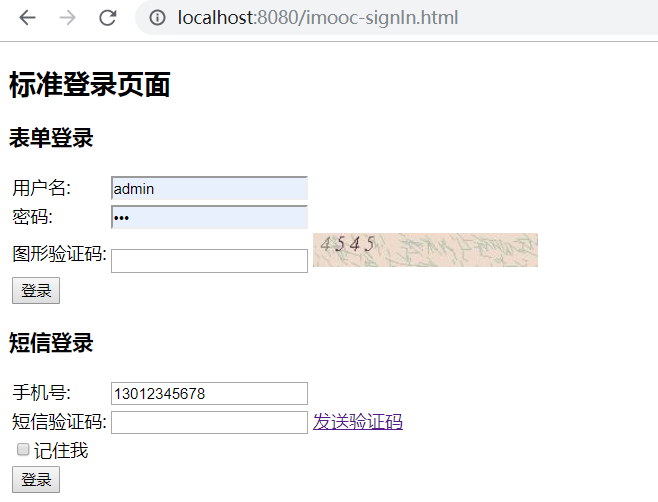 localhost:8080/imooc-signIn.html
标准登录页面
表单登录
用户名: admin
密码: •••
图形验证码: 4545
登录
短信登录
手机号: 13012345678
短信验证码: 发送验证码
记住我
登录